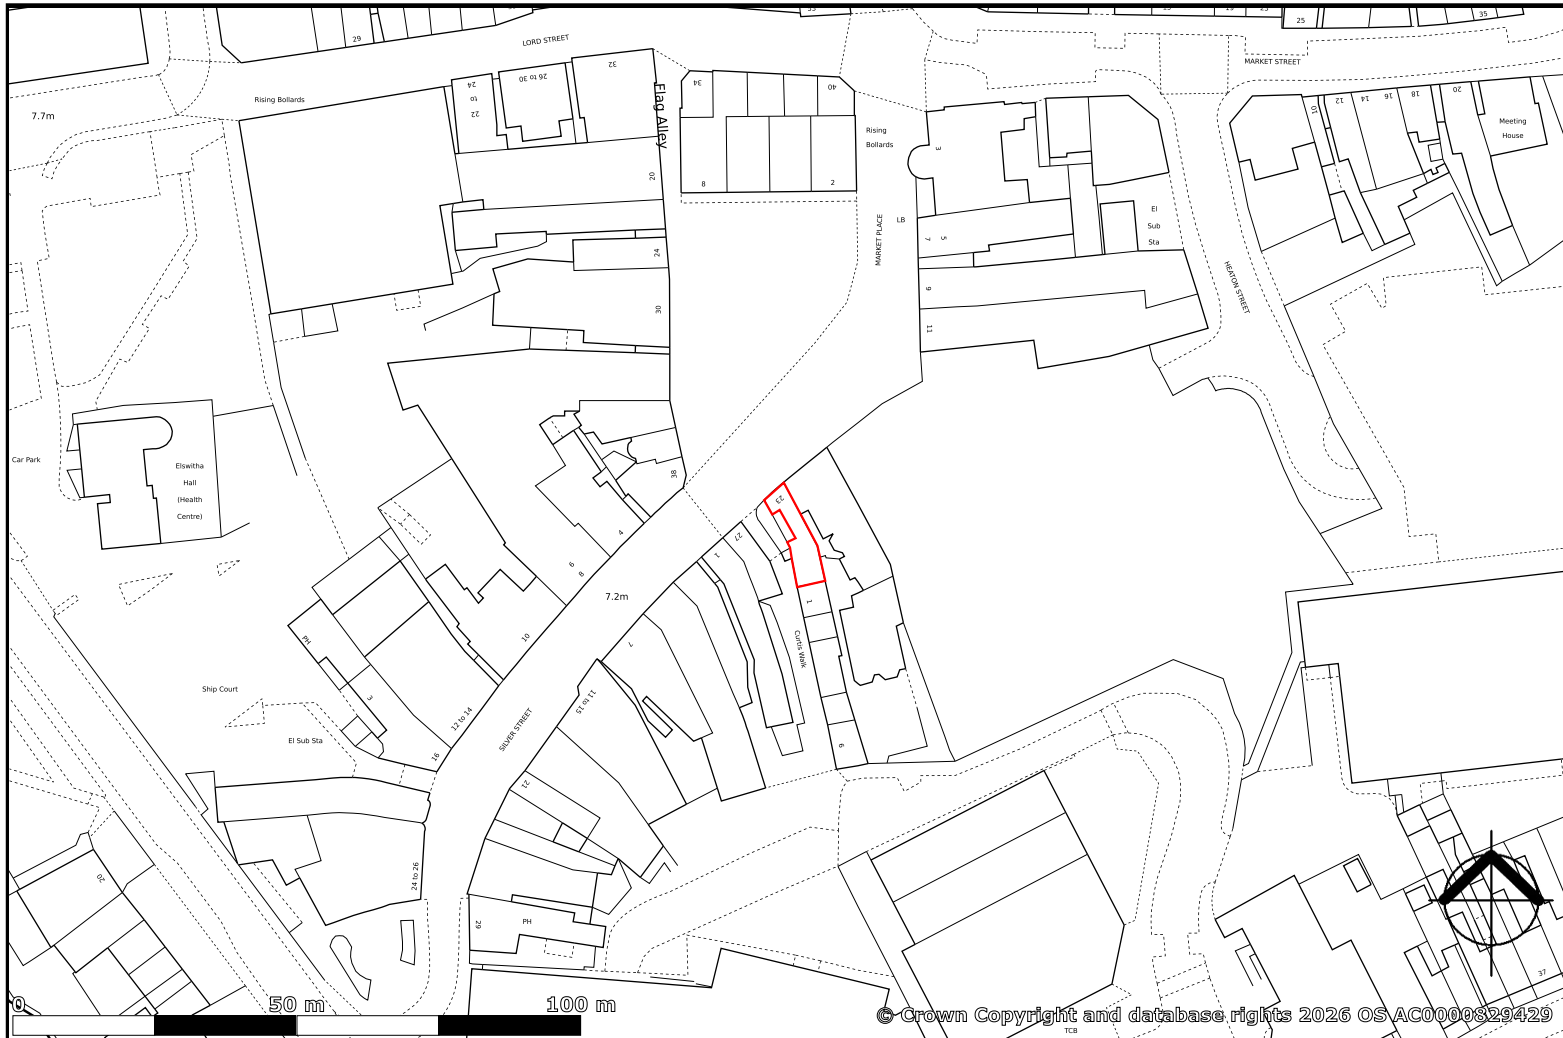 35
25
29
LORD STREET
MARKET STREET
32
26 to 30
24
to
22
34
40
20
18
16
14
12
10
Rising Bollards
7.7m
Flag Alley
Meeting
House
Rising
Bollards
3
20
8
2
El
Sub
Sta
LB
MARKET PLACE
7
5
24
HEATON STREET
9
30
11
Car Park
Elswitha
Hall
(Health
Centre)
38
23
4
27
1
6
8
7.2m
1
10
PH
7
Curtis Walk
Ship Court
3
11 to 15
12 to 14
SILVER STREET
El Sub Sta
9
16
21
20
24 to 26
29
PH
37
0
50 m
100 m
© Crown Copyright and database rights 2026 OS AC0000829429
TCB